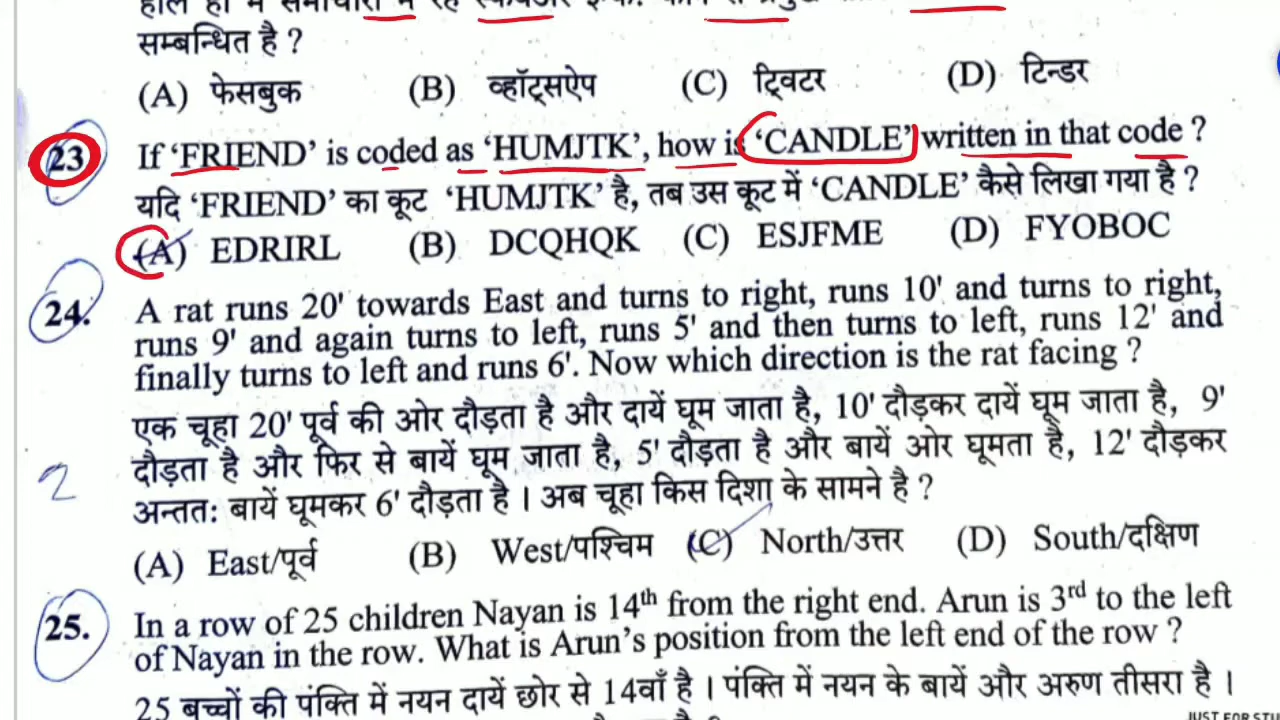 सम्बन्धित है ?
(A) फेसबुक (B) व्हॉट्सऐप (C) ट्विटर (D) टिन्डर
23 If ‘FRIEND’ is coded as ‘HUMJTK’, how is ‘CANDLE’ written in that code ?
यदि ‘FRIEND’ का कूट ‘HUMJTK’ है, तब उस कूट में ‘CANDLE’ कैसे लिखा गया है ?
(A) EDRIRL (B) DCQHQK (C) ESJFME (D) FYOBOC
24. A rat runs 20' towards East and turns to right, runs 10' and turns to right,
runs 9' and again turns to left, runs 5' and then turns to left, runs 12' and
finally turns to left and runs 6'. Now which direction is the rat facing ?
एक चूहा 20' पूर्व की ओर दौड़ता है और दायें घूम जाता है, 10' दौड़कर दायें घूम जाता है, 9'
दौड़ता है और फिर से बायें घूम जाता है, 5' दौड़ता है और बायें ओर घूमता है, 12' दौड़कर
2 अन्ततः बायें घूमकर 6' दौड़ता है । अब चूहा किस दिशा के सामने है ?
(A) East/पूर्व (B) West/पश्चिम (C) North/उत्तर (D) South/दक्षिण
25. In a row of 25 children Nayan is 14th from the right end. Arun is 3rd to the left
of Nayan in the row. What is Arun’s position from the left end of the row ?
25 बच्चों की पंक्ति में नयन दायें छोर से 14वाँ है । पंक्ति में नयन के बायें और अरुण तीसरा है ।
JUST FOR STU